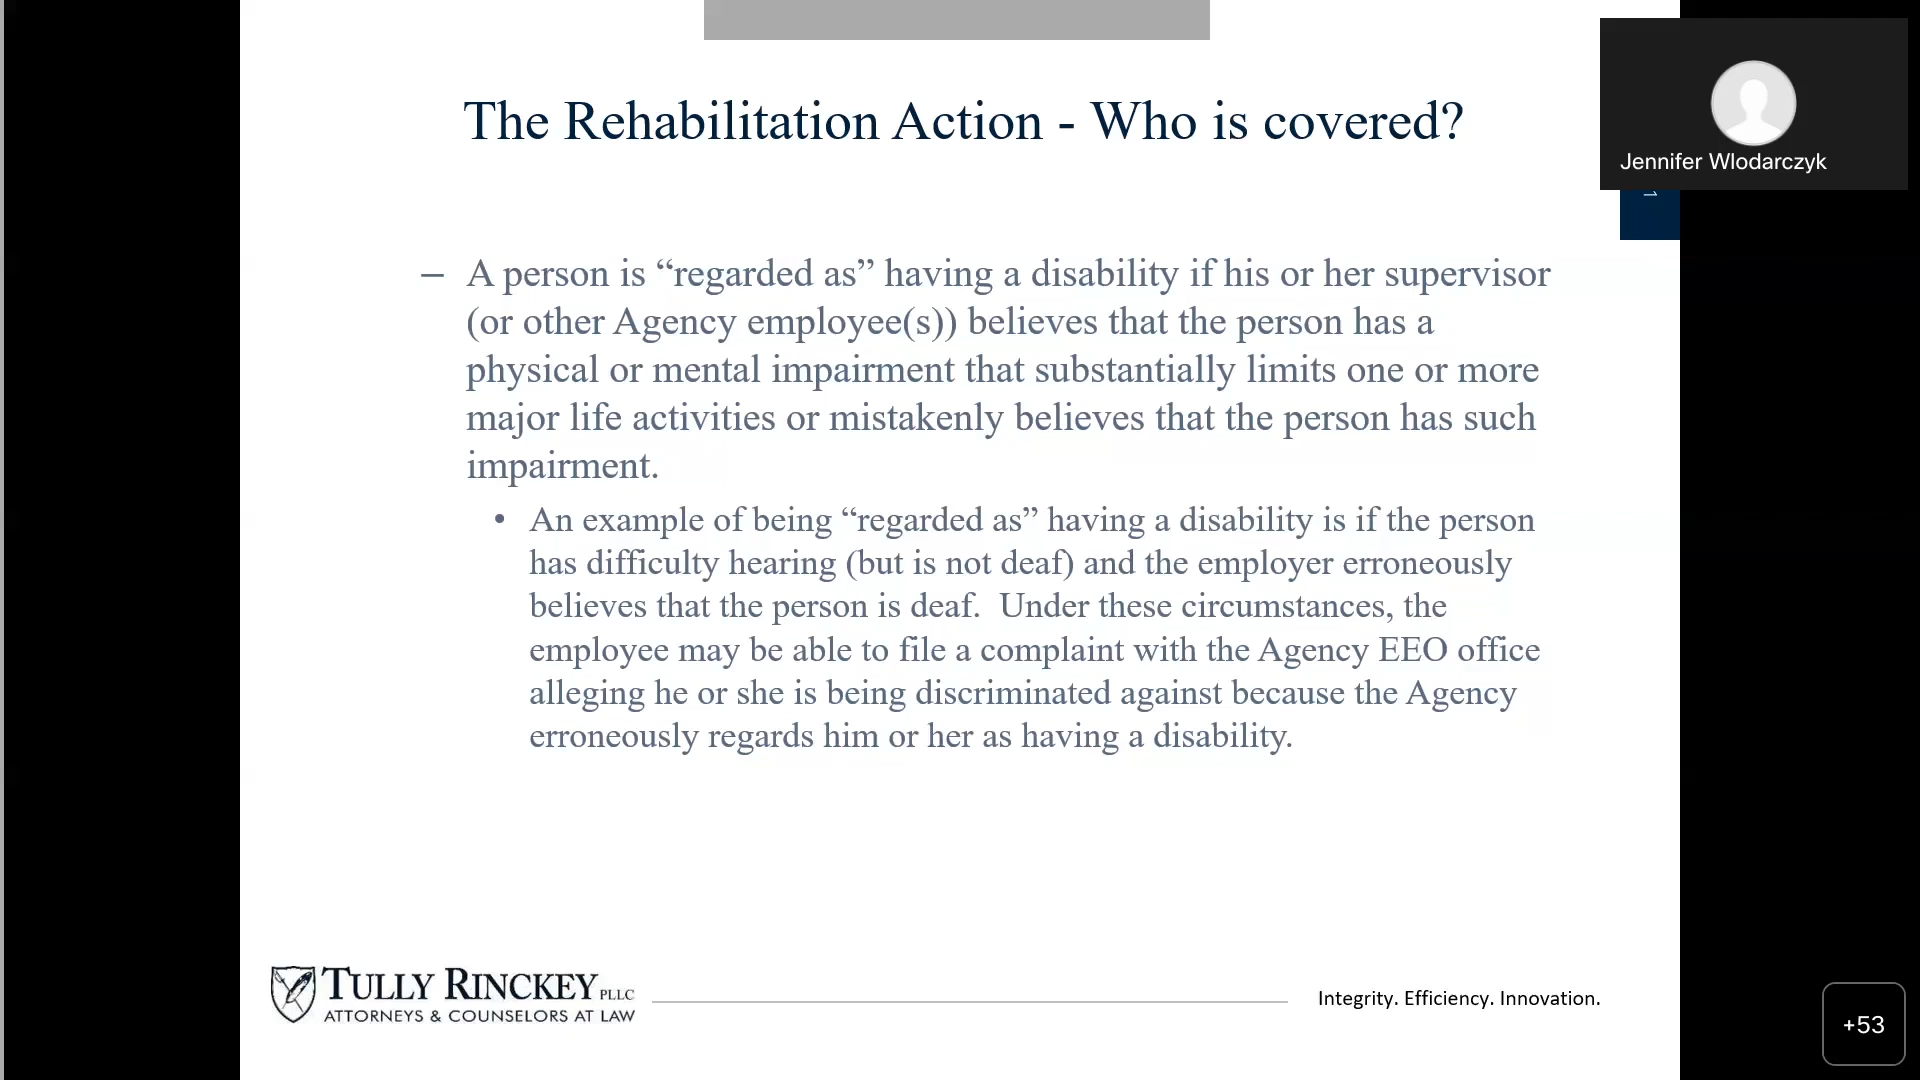 The Rehabilitation Action - Who is covered?
Jennifer Wlodarczyk
– A person is “regarded as” having a disability if his or her supervisor
(or other Agency employee(s)) believes that the person has a
physical or mental impairment that substantially limits one or more
major life activities or mistakenly believes that the person has such
impairment.
• An example of being “regarded as” having a disability is if the person
has difficulty hearing (but is not deaf) and the employer erroneously
believes that the person is deaf.  Under these circumstances, the
employee may be able to file a complaint with the Agency EEO office
alleging he or she is being discriminated against because the Agency
erroneously regards him or her as having a disability.
TULLY RINCKEY PLLC
ATTORNEYS & COUNSELORS AT LAW
Integrity. Efficiency. Innovation.
+53